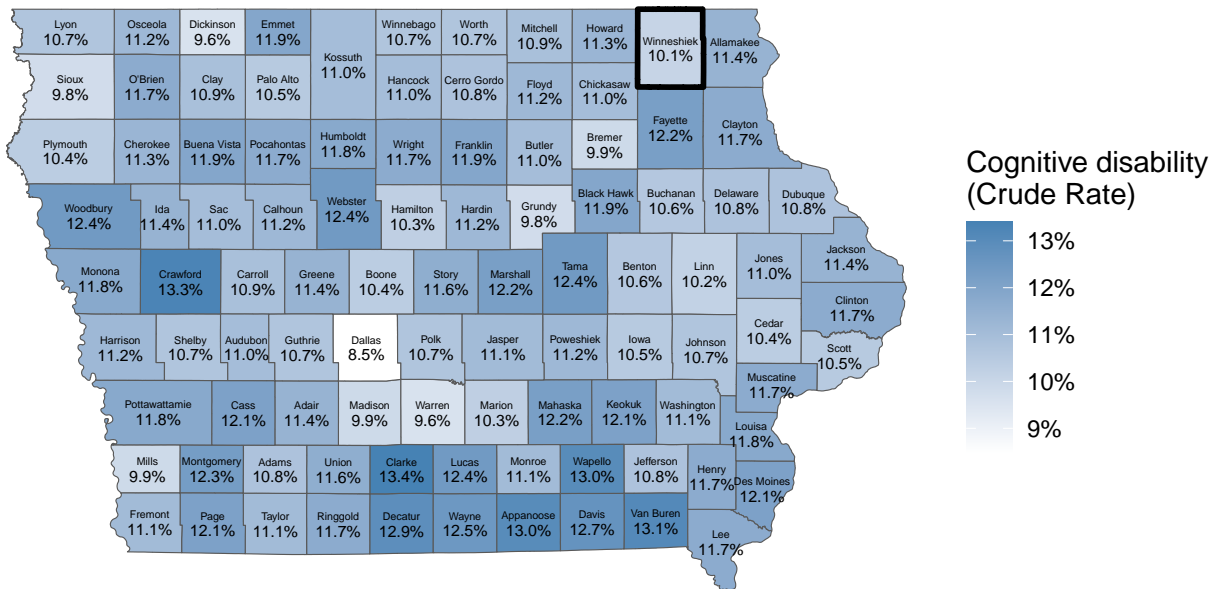 Lyon
10.7%
Osceola
11.2%
Dickinson
9.6%
Emmet
11.9%
Kossuth
11.0%
Winnebago
10.7%
Worth
10.7%
Mitchell
10.9%
Howard
11.3%
Winneshiek
10.1%
Allamakee
11.4%
Sioux
9.8%
O'Brien
11.7%
Clay
10.9%
Palo Alto
10.5%
Hancock
11.0%
Cerro Gordo
10.8%
Floyd
11.2%
Chickasaw
11.0%
Fayette
12.2%
Clayton
11.7%
Plymouth
10.4%
Cherokee
11.3%
Buena Vista
11.9%
Pocahontas
11.7%
Humboldt
11.8%
Wright
11.7%
Franklin
11.9%
Butler
11.0%
Bremer
9.9%
Woodbury
12.4%
Ida
11.4%
Sac
11.0%
Calhoun
11.2%
Webster
12.4%
Hamilton
10.3%
Hardin
11.2%
Grundy
9.8%
Black Hawk
11.9%
Buchanan
10.6%
Delaware
10.8%
Dubuque
10.8%
Monona
11.8%
Crawford
13.3%
Carroll
10.9%
Greene
11.4%
Boone
10.4%
Story
11.6%
Marshall
12.2%
Tama
12.4%
Benton
10.6%
Linn
10.2%
Jones
11.0%
Jackson
11.4%
Clinton
11.7%
Harrison
11.2%
Shelby
10.7%
Audubon
11.0%
Guthrie
10.7%
Dallas
8.5%
Polk
10.7%
Jasper
11.1%
Poweshiek
11.2%
Iowa
10.5%
Johnson
10.7%
Cedar
10.4%
Scott
10.5%
Muscatine
11.7%
Pottawattamie
11.8%
Cass
12.1%
Adair
11.4%
Madison
9.9%
Warren
9.6%
Marion
10.3%
Mahaska
12.2%
Keokuk
12.1%
Washington
11.1%
Louisa
11.8%
Mills
9.9%
Montgomery
12.3%
Adams
10.8%
Union
11.6%
Clarke
13.4%
Lucas
12.4%
Monroe
11.1%
Wapello
13.0%
Jefferson
10.8%
Henry
11.7%
Des Moines
12.1%
Fremont
11.1%
Page
12.1%
Taylor
11.1%
Ringgold
11.7%
Decatur
12.9%
Wayne
12.5%
Appanoose
13.0%
Davis
12.7%
Van Buren
13.1%
Lee
11.7%
Cognitive disability
(Crude Rate)
13%
12%
11%
10%
9%